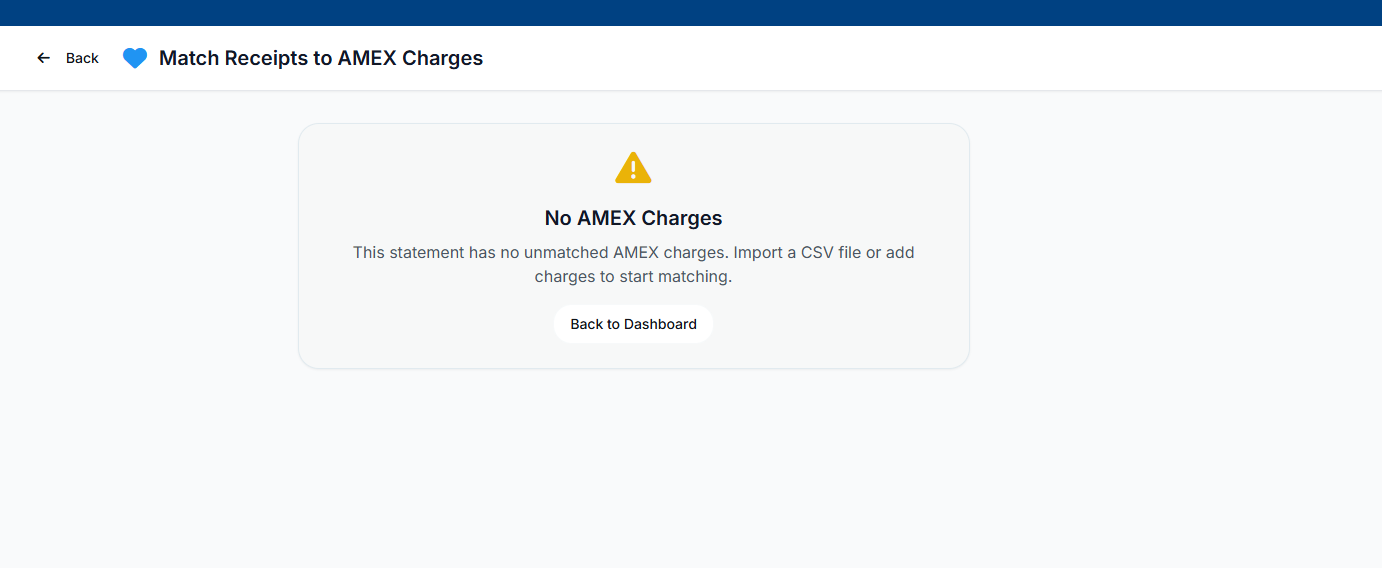 Back
Match Receipts to AMEX Charges
No AMEX Charges
This statement has no unmatched AMEX charges. Import a CSV file or add
charges to start matching.
Back to Dashboard